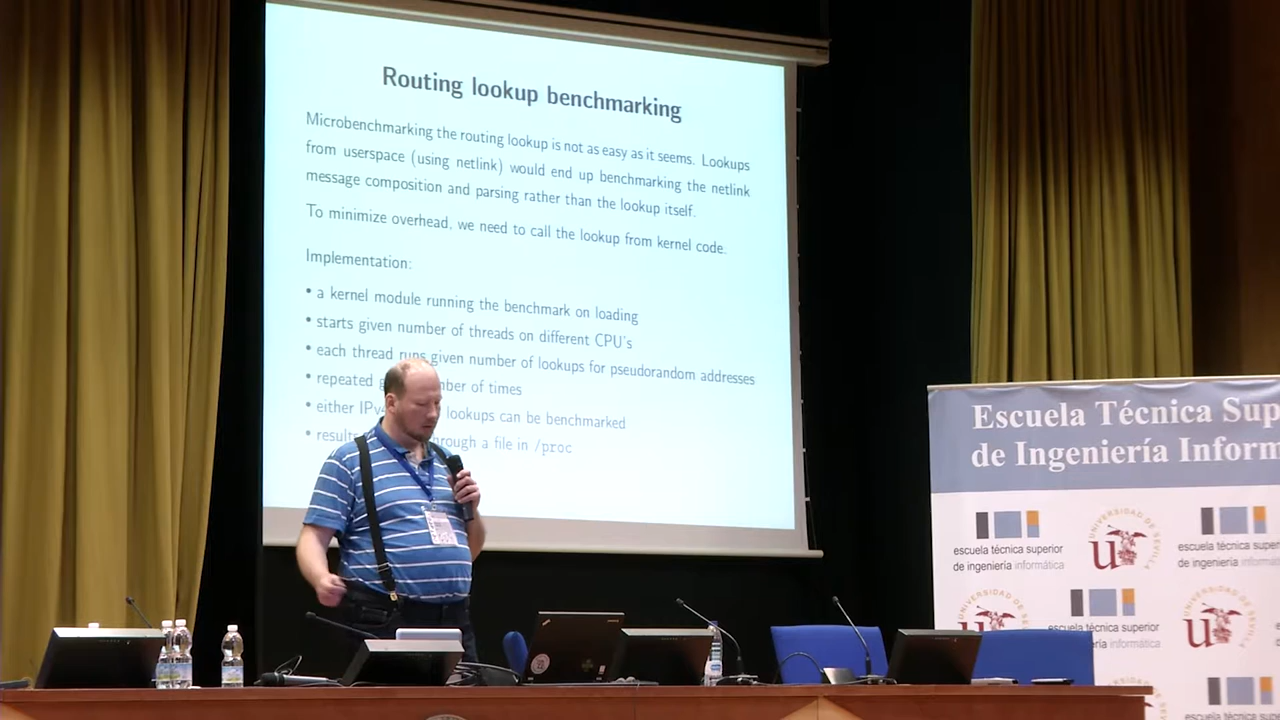 Routing lookup benchmarking
Microbenchmarking the routing lookup is not as easy as it seems. Lookups
from userspace (using netlink) would end up benchmarking the netlink
message composition and parsing rather than the lookup itself.
To minimize overhead, we need to call the lookup from kernel code.
Implementation:
• a kernel module running the benchmark on loading
• starts given number of threads on different CPU's
• each thread runs given number of lookups for pseudorandom addresses
• repeated number of times
• either lookups can be benchmarked
• through a file in /proc
Escuela Técnica Sup
de Ingeniería Inform
escuela técnica superior
de ingeniería informática
UNIVERSIDAD DE SEVILLA
escuela técnica super
de ingeniería informát
escuela técnica superior
informática